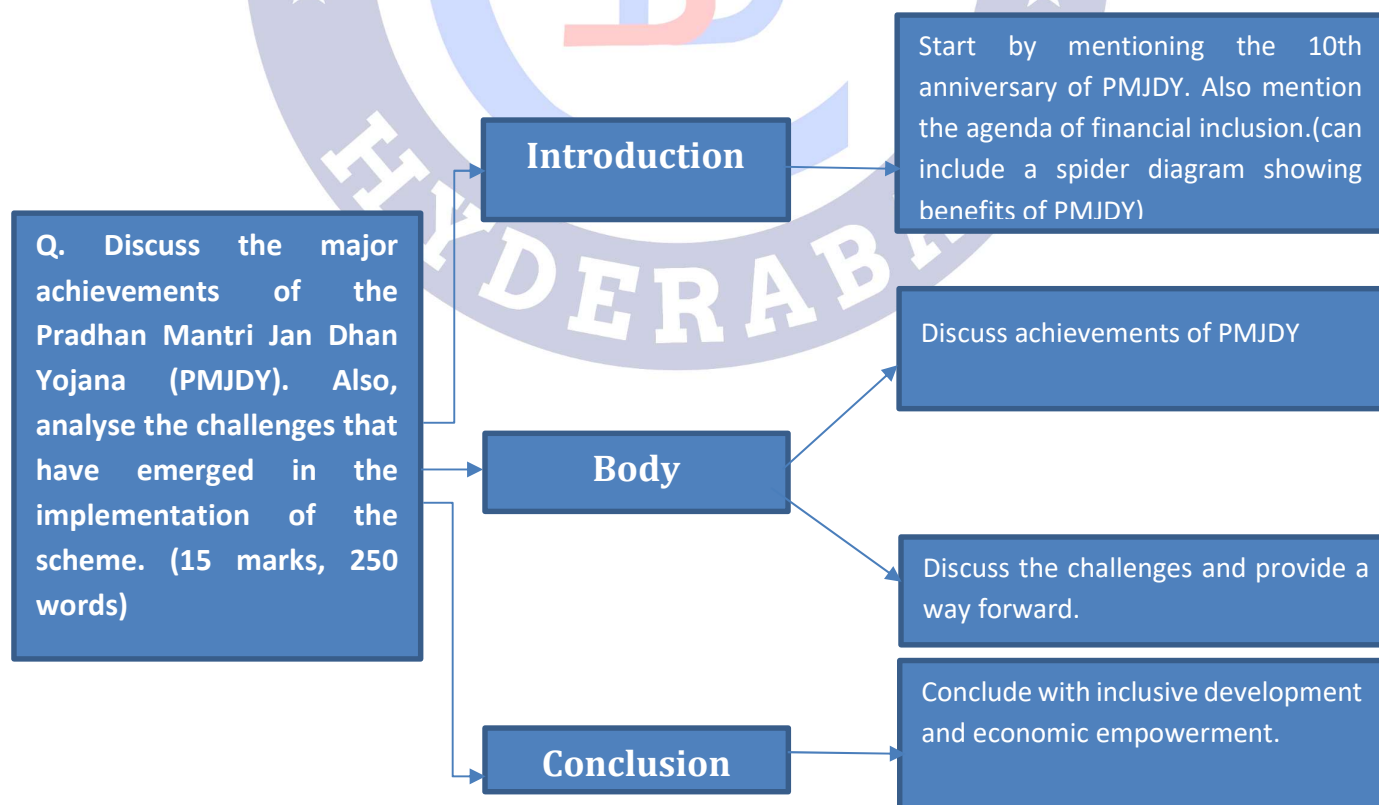 Q. Discuss the major
achievements of the
Pradhan Mantri Jan Dhan
Yojana (PMJDY). Also,
analyse the challenges that
have emerged in the
implementation of the
scheme. (15 marks, 250
words)
Introduction
Start by mentioning the 10th
anniversary of PMJDY. Also mention
the agenda of financial inclusion.(can
include a spider diagram showing
benefits of PMJDY)
Body
Discuss achievements of PMJDY
Discuss the challenges and provide a
way forward.
Conclusion
Conclude with inclusive development
and economic empowerment.
HYDERABA